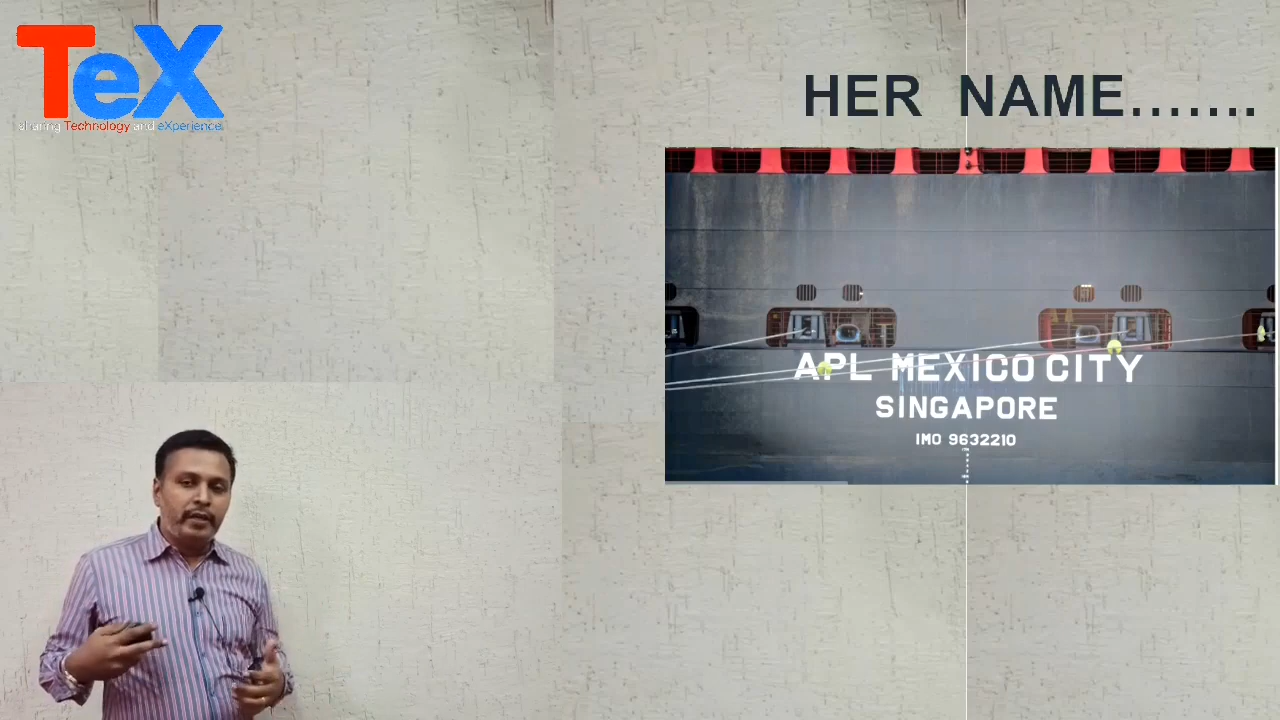 TeX
sharing Technology and eXperience
HER NAME.......
APL MEXICO CITY
SINGAPORE
IMO 9632210